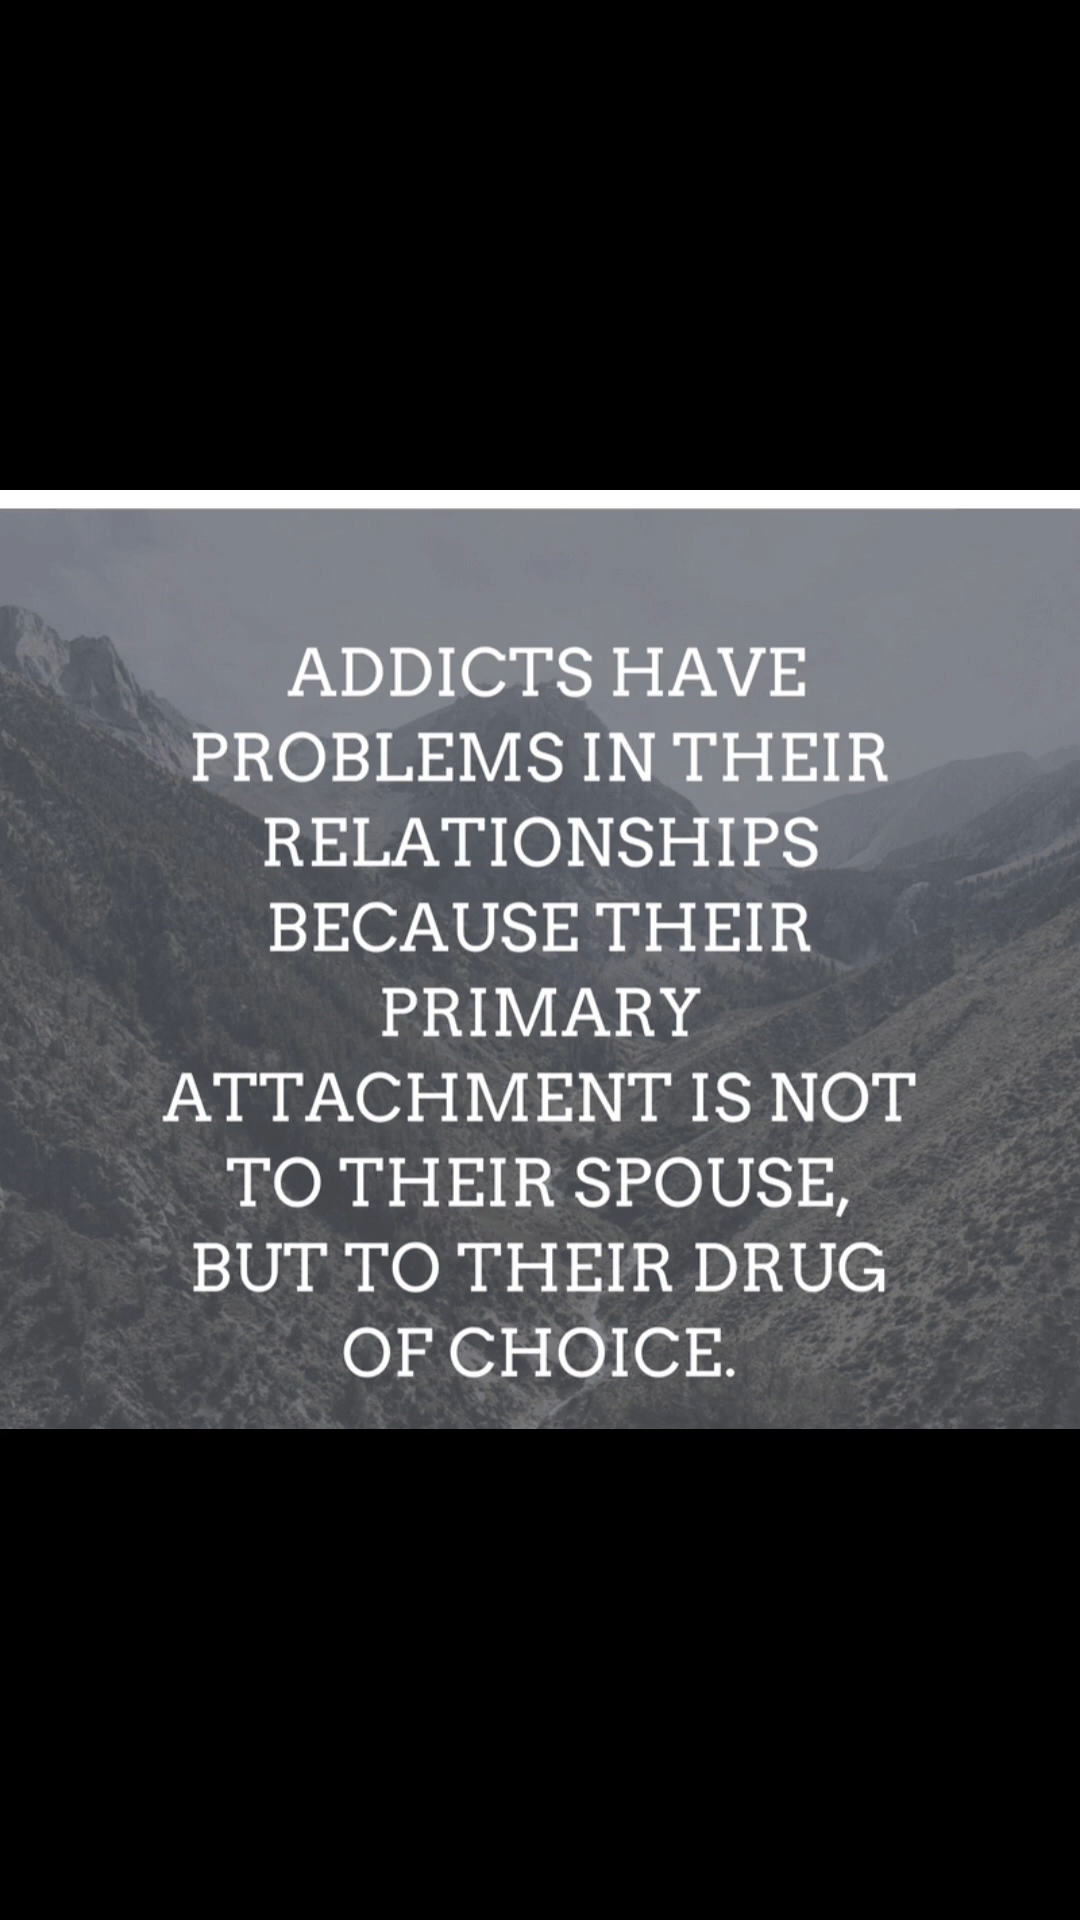 ADDICTS HAVE
PROBLEMS IN THEIR
RELATIONSHIPS
BECAUSE THEIR
PRIMARY
ATTACHMENT IS NOT
TO THEIR SPOUSE,
BUT TO THEIR DRUG
OF CHOICE.